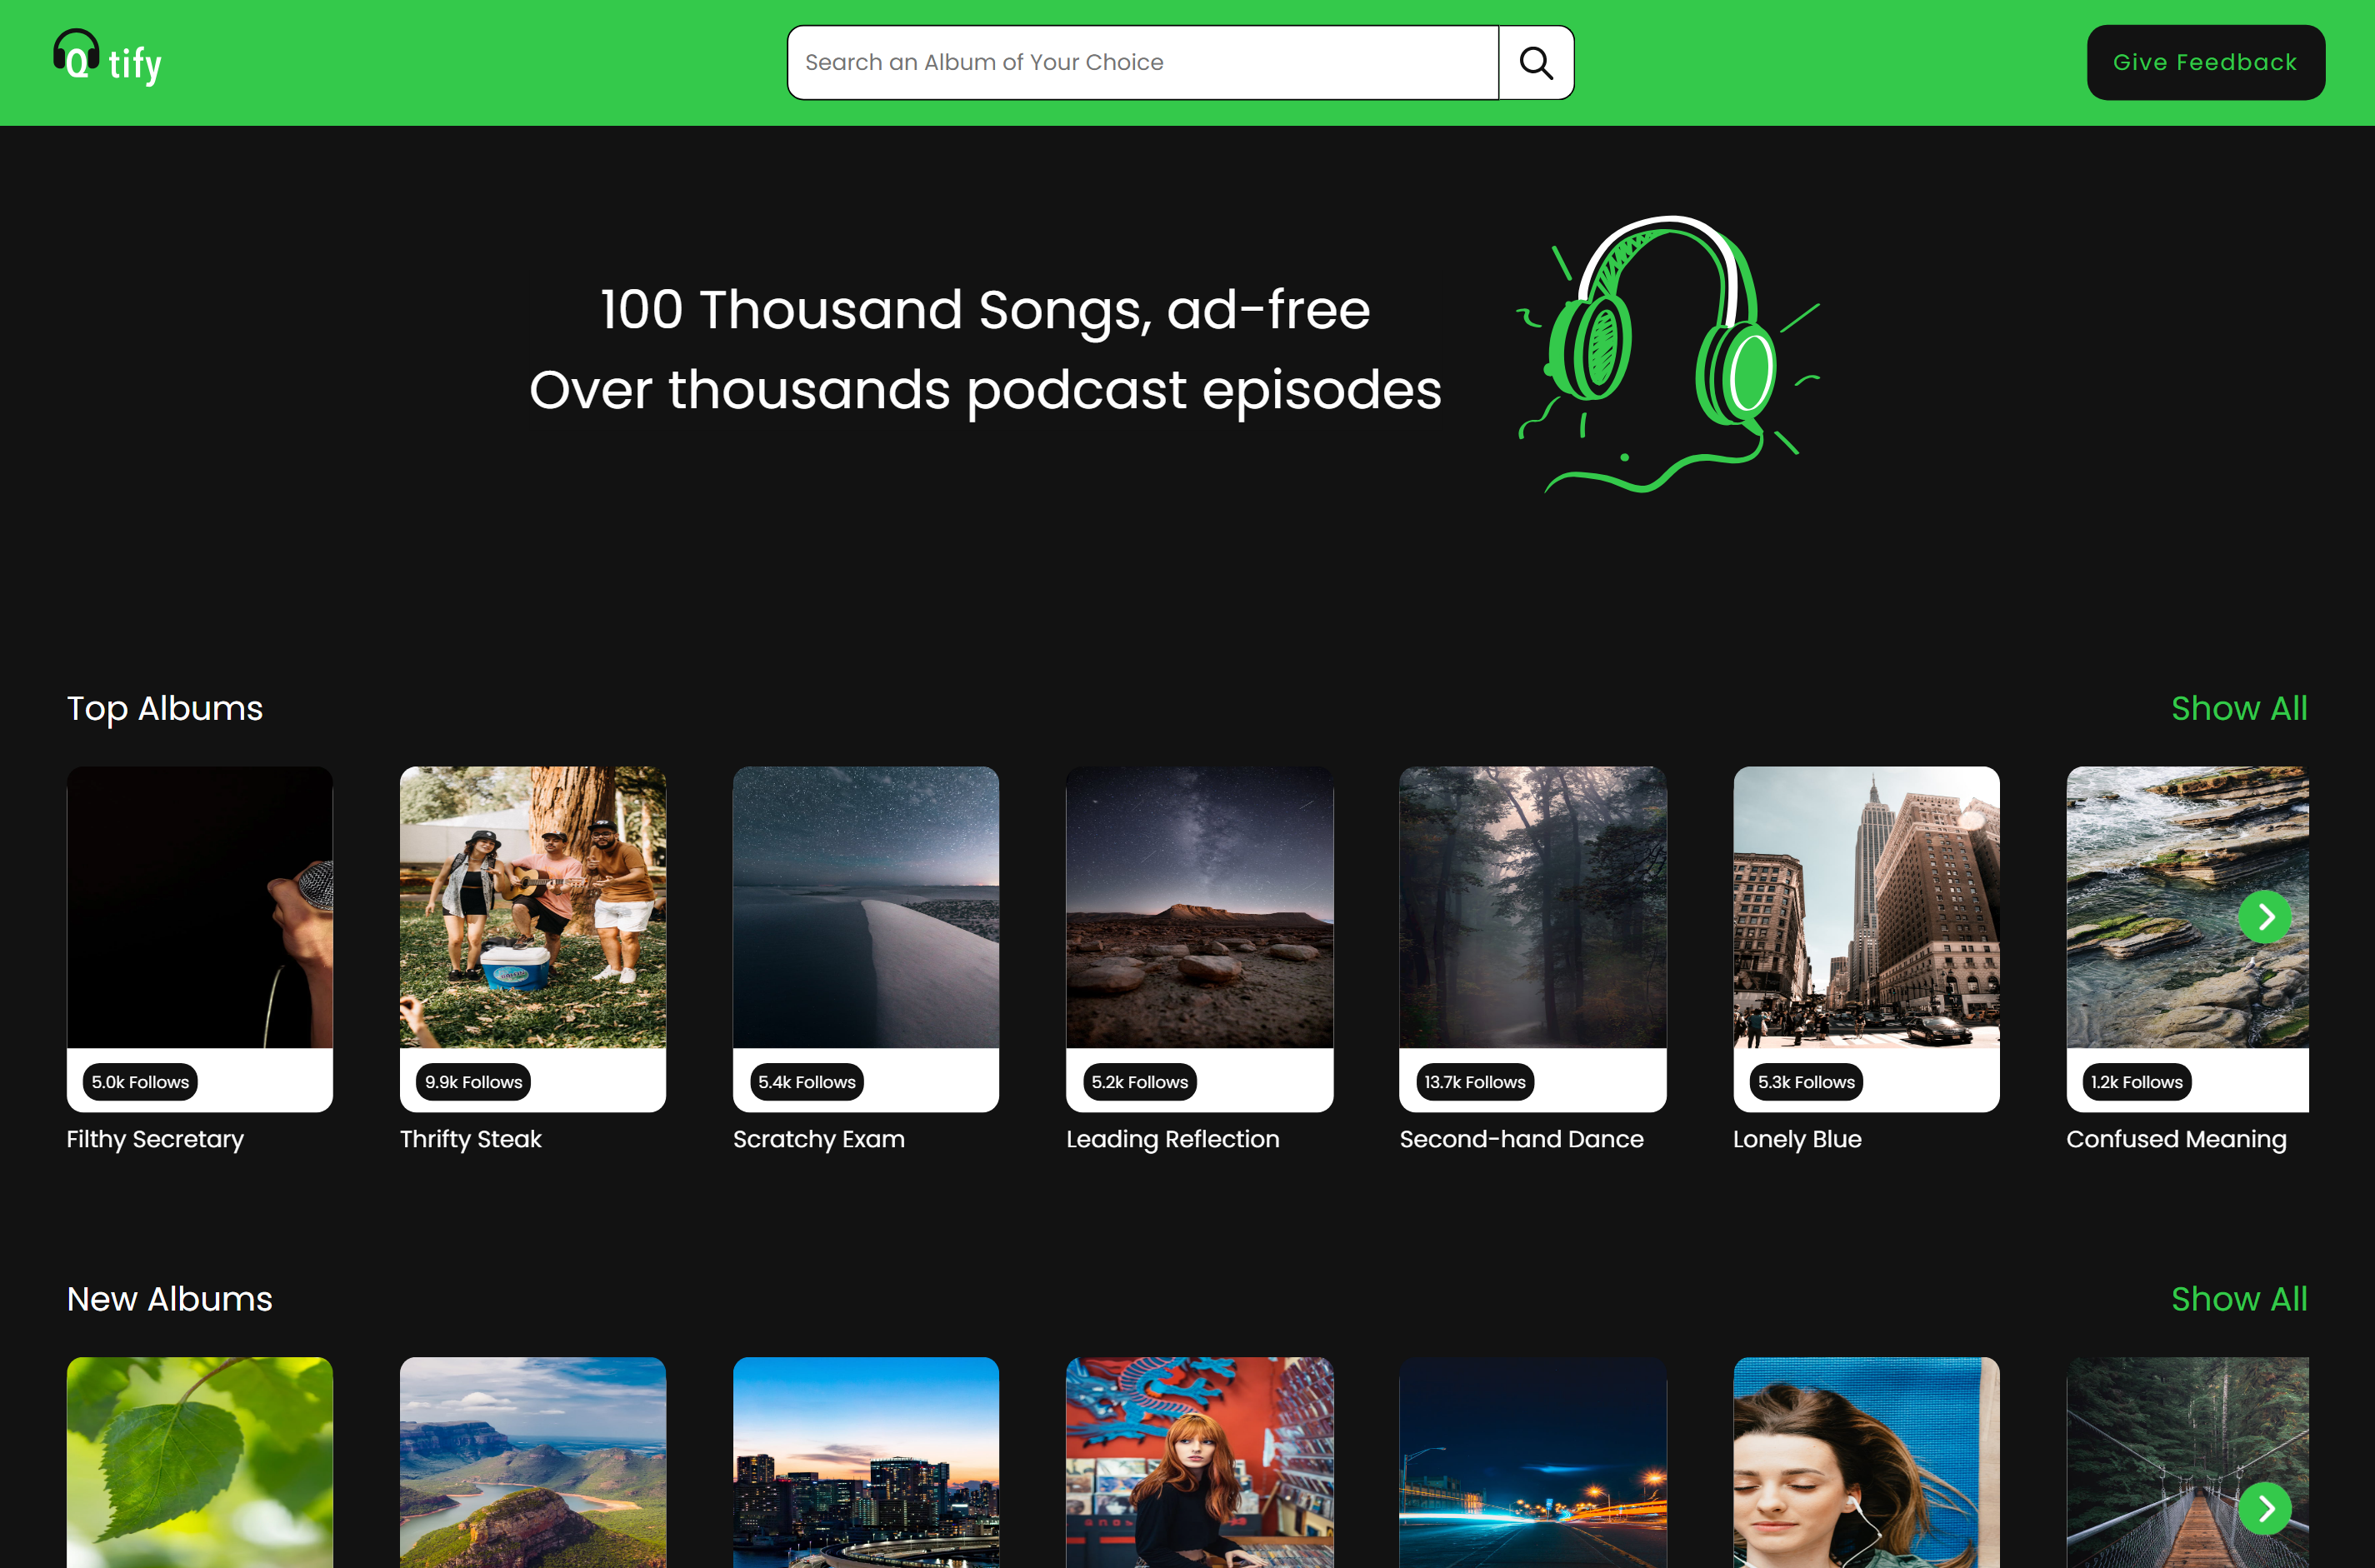 Qtify
Search an Album of Your Choice
Give Feedback
100 Thousand Songs, ad-free
Over thousands podcast episodes
Top Albums
Show All
5.0k Follows
9.9k Follows
5.4k Follows
5.2k Follows
13.7k Follows
5.3k Follows
1.2k Follows
Filthy Secretary
Thrifty Steak
Scratchy Exam
Leading Reflection
Second-hand Dance
Lonely Blue
Confused Meaning
New Albums
Show All